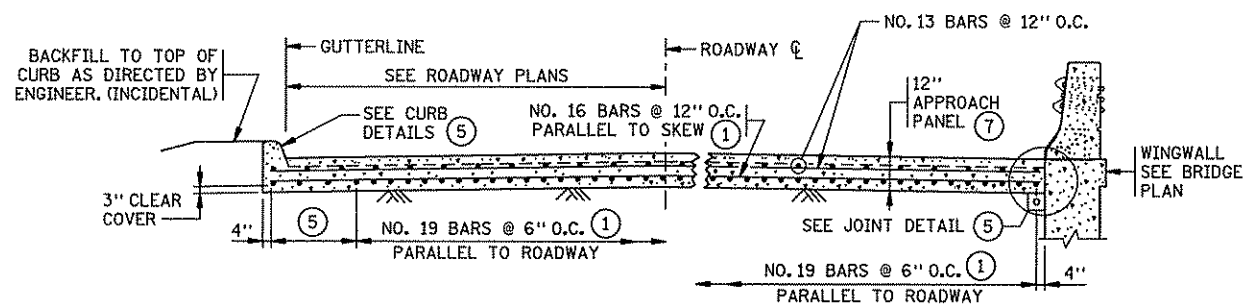 NO. 13 BARS @ 12" O.C.
BACKFILL TO TOP OF
CURB AS DIRECTED BY
ENGINEER. (INCIDENTAL)
GUTTERLINE
ROADWAY ℄
SEE ROADWAY PLANS
SEE CURB
DETAILS 5
NO. 16 BARS @ 12" O.C.
PARALLEL TO SKEW 1
12"
APPROACH
PANEL 7
WINGWALL
SEE BRIDGE
PLAN
3" CLEAR
COVER
SEE JOINT DETAIL 5
4"
5
NO. 19 BARS @ 6" O.C. 1
PARALLEL TO ROADWAY
NO. 19 BARS @ 6" O.C. 1
PARALLEL TO ROADWAY
4"